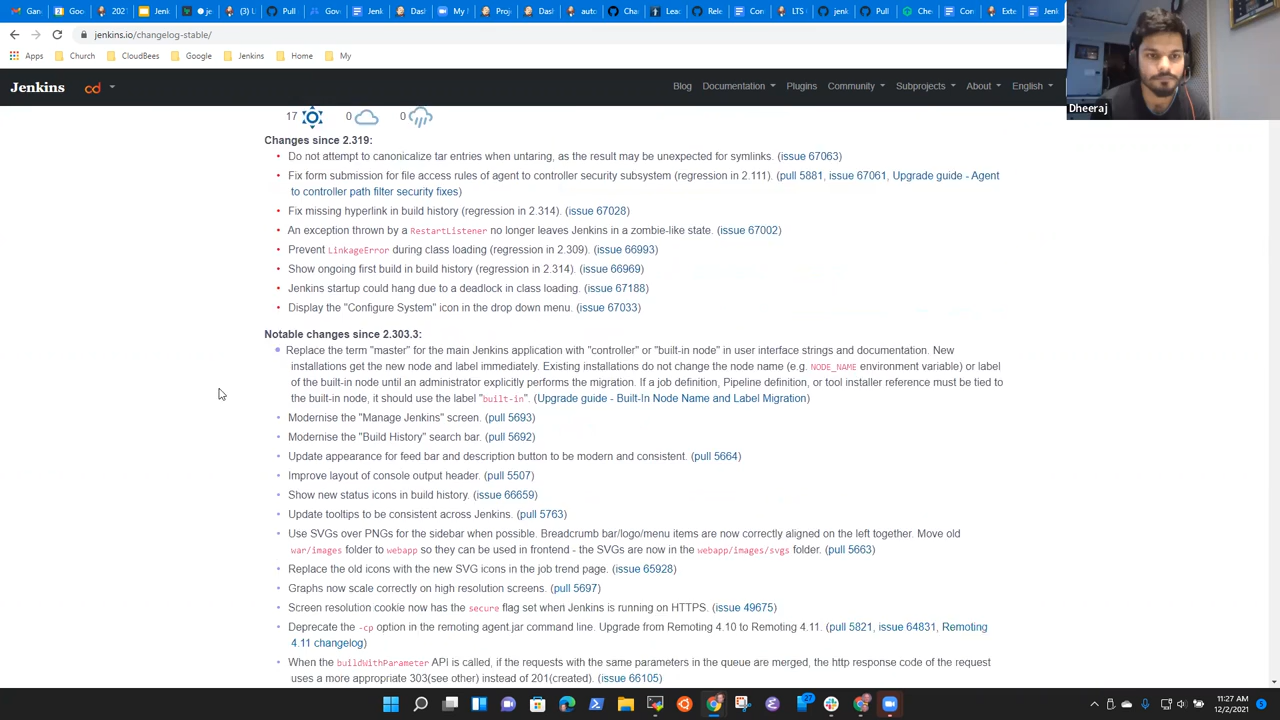 Gmai
2021
Jenk
(3) L
Pull
Jenk
Dash
My I
Proj
Dash
auto
Cha
Lead
Rele
Con
LTS
jenk
Pull
Che
Con
Exte
Jenk
jenkins.io/changelog-stable/
Apps Church CloudBees Google Jenkins Home My
Jenkins cd Blog Documentation Plugins Community Subprojects About English
Dheeraj
17 0 0
Changes since 2.319:
Do not attempt to canonicalize tar entries when untaring, as the result may be unexpected for symlinks. (issue 67063)
Fix form submission for file access rules of agent to controller security subsystem (regression in 2.111). (pull 5881, issue 67061, Upgrade guide - Agent
to controller path filter security fixes)
Fix missing hyperlink in build history (regression in 2.314). (issue 67028)
An exception thrown by a RestartListener no longer leaves Jenkins in a zombie-like state. (issue 67002)
Prevent LinkageError during class loading (regression in 2.309). (issue 66993)
Show ongoing first build in build history (regression in 2.314). (issue 66969)
Jenkins startup could hang due to a deadlock in class loading. (issue 67188)
Display the "Configure System" icon in the drop down menu. (issue 67033)
Notable changes since 2.303.3:
Replace the term "master" for the main Jenkins application with "controller" or "built-in node" in user interface strings and documentation. New
installations get the new node and label immediately. Existing installations do not change the node name (e.g. NODE_NAME environment variable) or label
of the built-in node until an administrator explicitly performs the migration. If a job definition, Pipeline definition, or tool installer reference must be tied to
the built-in node, it should use the label "built-in". (Upgrade guide - Built-In Node Name and Label Migration)
Modernise the "Manage Jenkins" screen. (pull 5693)
Modernise the "Build History" search bar. (pull 5692)
Update appearance for feed bar and description button to be modern and consistent. (pull 5664)
Improve layout of console output header. (pull 5507)
Show new status icons in build history. (issue 66659)
Update tooltips to be consistent across Jenkins. (pull 5763)
Use SVGs over PNGs for the sidebar when possible. Breadcrumb bar/logo/menu items are now correctly aligned on the left together. Move old
war/images folder to webapp so they can be used in frontend - the SVGs are now in the webapp/images/svgs folder. (pull 5663)
Replace the old icons with the new SVG icons in the job trend page. (issue 65928)
Graphs now scale correctly on high resolution screens. (pull 5697)
Screen resolution cookie now has the secure flag set when Jenkins is running on HTTPS. (issue 49675)
Deprecate the -cp option in the remoting agent.jar command line. Upgrade from Remoting 4.10 to Remoting 4.11. (pull 5821, issue 64831, Remoting
4.11 changelog)
When the buildWithParameter API is called, if the requests with the same parameters in the queue are merged, the http response code of the request
uses a more appropriate 303(see other) instead of 201(created). (issue 66105)
11:27 AM
12/2/2021